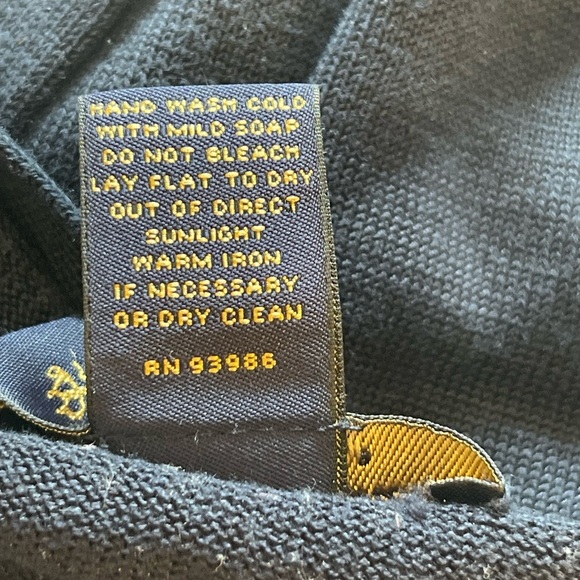 HAND WASH COLD
WITH MILD SOAP
DO NOT BLEACH
LAY FLAT TO DRY
OUT OF DIRECT
SUNLIGHT
WARM IRON
IF NECESSARY
OR DRY CLEAN
RN 93986